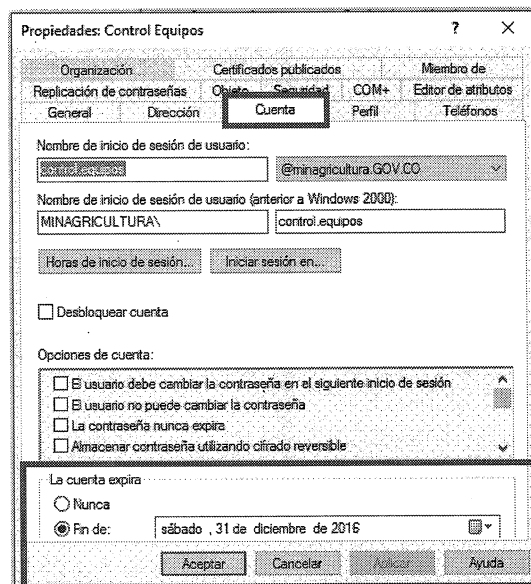 Propiedades: Control Equipos ? X
Organización Certificados publicados Miembro de
Replicación de contraseñas Objeto Seguridad COM+ Editor de atributos
General Dirección Cuenta Perfil Teléfonos
Nombre de inicio de sesión de usuario:
control.equipos @minagricultura.GOV.CO
Nombre de inicio de sesión de usuario (anterior a Windows 2000):
MINAGRICULTURA\ control.equipos
Horas de inicio de sesión... Iniciar sesión en...
Desbloquear cuenta
Opciones de cuenta:
El usuario debe cambiar la contraseña en el siguiente inicio de sesión
El usuario no puede cambiar la contraseña
La contraseña nunca expira
Almacenar contraseña utilizando cifrado reversible
La cuenta expira
Nunca
Fin de: sábado , 31 de diciembre de 2016
Aceptar Cancelar Aplicar Ayuda